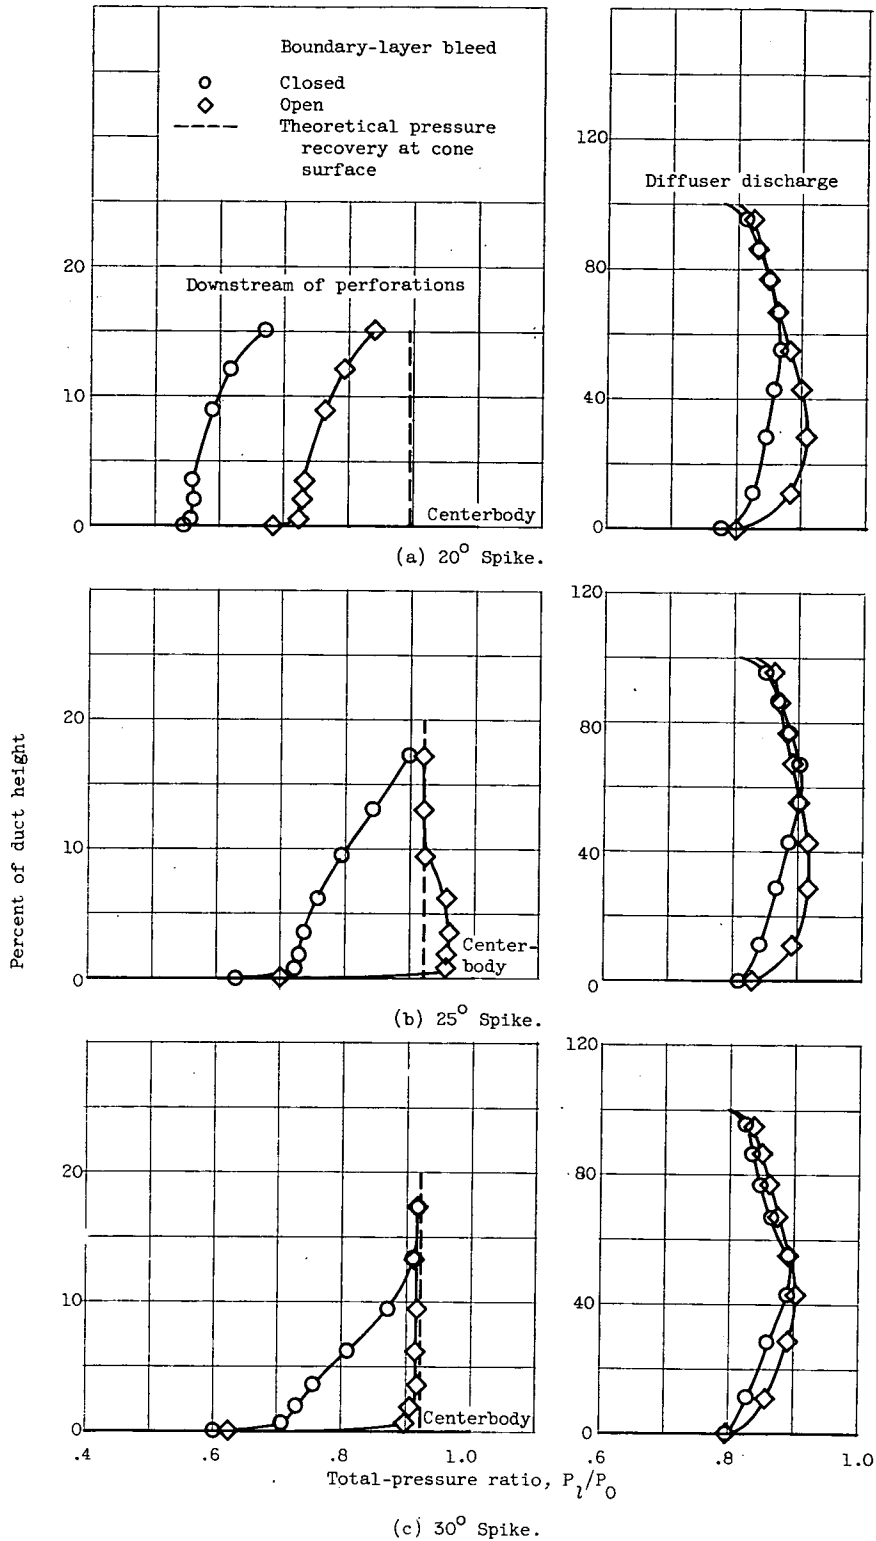 Boundary-layer bleed
Closed
Open
Theoretical pressure
recovery at cone
surface
Downstream of perforations
20
10
0
Centerbody
Diffuser discharge
120
80
40
0
(a) 20° Spike.
Percent of duct height
20
10
0
Center-
body
120
80
40
0
(b) 25° Spike.
20
10
0
Centerbody
.4 .6 .8 1.0
120
80
40
0
.6 .8 1.0
Total-pressure ratio, Pl/P0
(c) 30° Spike.